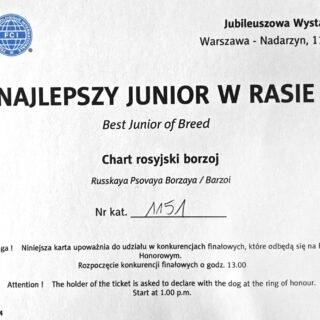 FCI
Jubileuszowa Wysta
Warszawa - Nadarzyn, 1
NAJLEPSZY JUNIOR W RASIE
Best Junior of Breed
Chart rosyjski borzoj
Russkaya Psovaya Borzaya / Barzoi
Nr kat. 1151
ga ! Niniejsza karta upoważnia do udziału w konkurencjach finałowych, które odbędą się na
Honorowym.
Rozpoczęcie konkurencji finałowych o godz. 13.00
Attention ! The holder of the ticket is asked to declare with the dog at the ring of honour.
Start at 1.00 p.m.
4